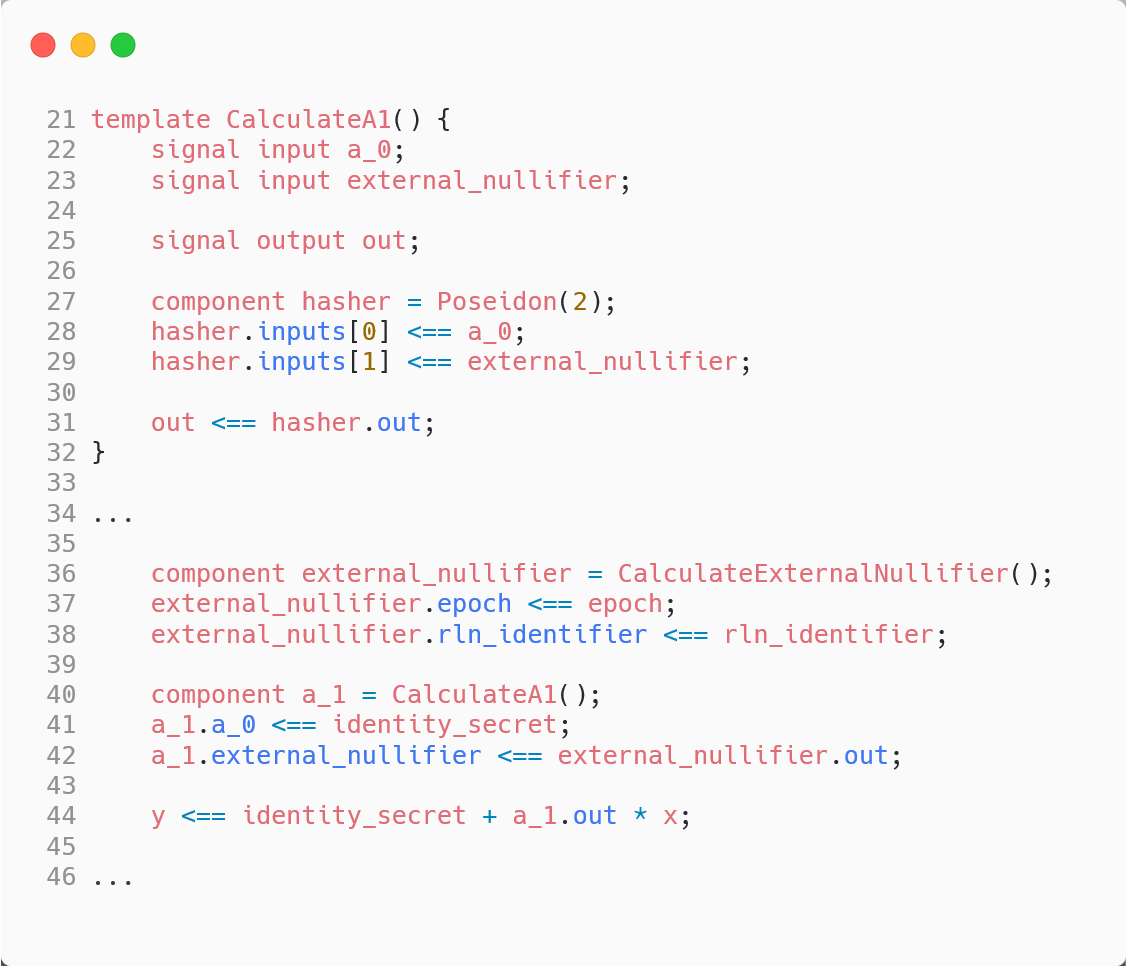 21 template CalculateA1() {
22     signal input a_0;
23     signal input external_nullifier;
24
25     signal output out;
26
27     component hasher = Poseidon(2);
28     hasher.inputs[0] <== a_0;
29     hasher.inputs[1] <== external_nullifier;
30
31     out <== hasher.out;
32 }
33
34 ...
35
36     component external_nullifier = CalculateExternalNullifier();
37     external_nullifier.epoch <== epoch;
38     external_nullifier.rln_identifier <== rln_identifier;
39
40     component a_1 = CalculateA1();
41     a_1.a_0 <== identity_secret;
42     a_1.external_nullifier <== external_nullifier.out;
43
44     y <== identity_secret + a_1.out * x;
45
46 ...